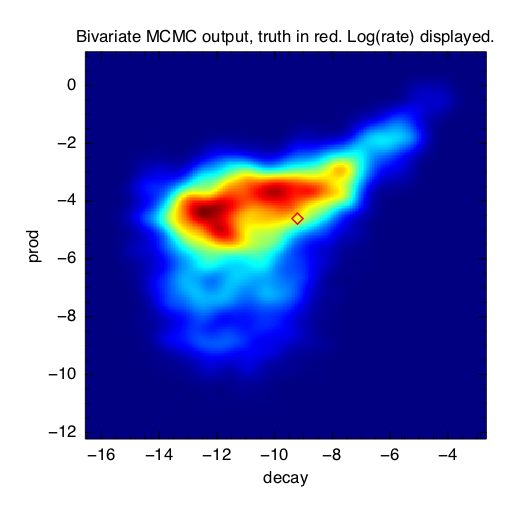 Bivariate MCMC output, truth in red. Log(rate) displayed.
0
−2
−4
−6
−8
−10
−12
prod
−16 −14 −12 −10 −8 −6 −4
decay